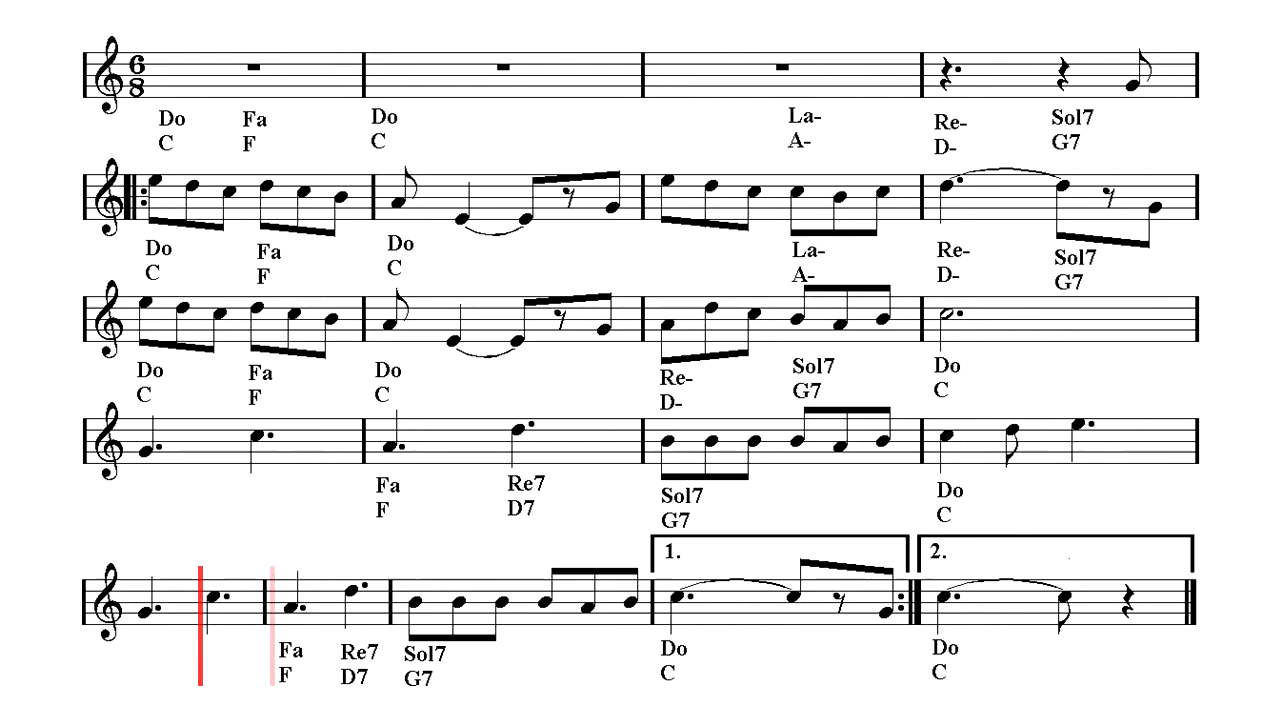 6
8
Do Fa Do La- Re- Sol7
C F C A- D- G7
Do Fa Do La- Re- Sol7
C F C A- D- G7
Do Fa Do Re- Sol7 Do
C F C D- G7 C
Fa Re7 Sol7 Do
F D7 G7 C
1. 2.
Fa Re7 Sol7 Do Do
F D7 G7 C C